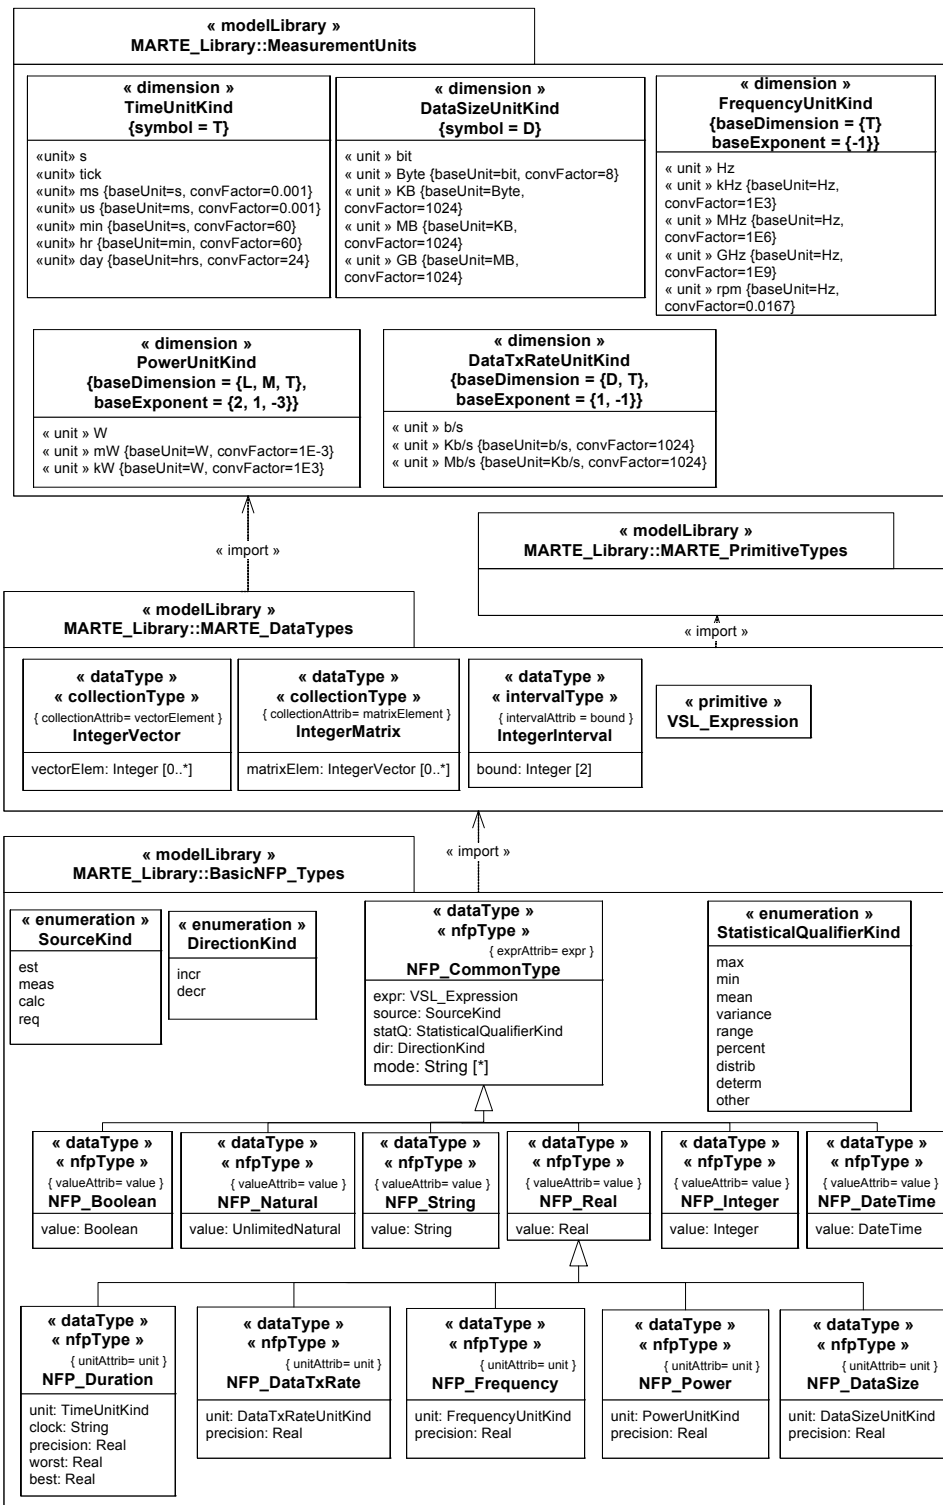 « modelLibrary »
MARTE_Library::MeasurementUnits
« dimension »
TimeUnitKind
{symbol = T}
«unit» s
«unit» tick
«unit» ms {baseUnit=s, convFactor=0.001}
«unit» us {baseUnit=ms, convFactor=0.001}
«unit» min {baseUnit=s, convFactor=60}
«unit» hr {baseUnit=min, convFactor=60}
«unit» day {baseUnit=hrs, convFactor=24}
« dimension »
DataSizeUnitKind
{symbol = D}
« unit » bit
« unit » Byte {baseUnit=bit, convFactor=8}
« unit » KB {baseUnit=Byte,
convFactor=1024}
« unit » MB {baseUnit=KB,
convFactor=1024}
« unit » GB {baseUnit=MB,
convFactor=1024}
« dimension »
FrequencyUnitKind
{baseDimension = {T}
baseExponent = {-1}}
« unit » Hz
« unit » kHz {baseUnit=Hz,
convFactor=1E3}
« unit » MHz {baseUnit=Hz,
convFactor=1E6}
« unit » GHz {baseUnit=Hz,
convFactor=1E9}
« unit » rpm {baseUnit=Hz,
convFactor=0.0167}
« dimension »
PowerUnitKind
{baseDimension = {L, M, T},
baseExponent = {2, 1, -3}}
« unit » W
« unit » mW {baseUnit=W, convFactor=1E-3}
« unit » kW {baseUnit=W, convFactor=1E3}
« dimension »
DataTxRateUnitKind
{baseDimension = {D, T},
baseExponent = {1, -1}}
« unit » b/s
« unit » Kb/s {baseUnit=b/s, convFactor=1024}
« unit » Mb/s {baseUnit=Kb/s, convFactor=1024}
« import »
« modelLibrary »
MARTE_Library::MARTE_PrimitiveTypes
« import »
« modelLibrary »
MARTE_Library::MARTE_DataTypes
« dataType »
« collectionType »
{ collectionAttrib= vectorElement }
IntegerVector
vectorElem: Integer [0..*]
« dataType »
« collectionType »
{ collectionAttrib= matrixElement }
IntegerMatrix
matrixElem: IntegerVector [0..*]
« dataType »
« intervalType »
{ intervalAttrib = bound }
IntegerInterval
bound: Integer [2]
« primitive »
VSL_Expression
« import »
« modelLibrary »
MARTE_Library::BasicNFP_Types
« enumeration »
SourceKind
est
meas
calc
req
« enumeration »
DirectionKind
incr
decr
« dataType »
« nfpType »
{ exprAttrib= expr }
NFP_CommonType
expr: VSL_Expression
source: SourceKind
statQ: StatisticalQualifierKind
dir: DirectionKind
mode: String [*]
« enumeration »
StatisticalQualifierKind
max
min
mean
variance
range
percent
distrib
determ
other
« dataType »
« nfpType »
{ valueAttrib= value }
NFP_Boolean
value: Boolean
« dataType »
« nfpType »
{ valueAttrib= value }
NFP_Natural
value: UnlimitedNatural
« dataType »
« nfpType »
{ valueAttrib= value }
NFP_String
value: String
« dataType »
« nfpType »
{ valueAttrib= value }
NFP_Real
value: Real
« dataType »
« nfpType »
{ valueAttrib= value }
NFP_Integer
value: Integer
« dataType »
« nfpType »
{ valueAttrib= value }
NFP_DateTime
value: DateTime
« dataType »
« nfpType »
{ unitAttrib= unit }
NFP_Duration
unit: TimeUnitKind
clock: String
precision: Real
worst: Real
best: Real
« dataType »
« nfpType »
{ unitAttrib= unit }
NFP_DataTxRate
unit: DataTxRateUnitKind
precision: Real
« dataType »
« nfpType »
{ unitAttrib= unit }
NFP_Frequency
unit: FrequencyUnitKind
precision: Real
« dataType »
« nfpType »
{ unitAttrib= unit }
NFP_Power
unit: PowerUnitKind
precision: Real
« dataType »
« nfpType »
{ unitAttrib= unit }
NFP_DataSize
unit: DataSizeUnitKind
precision: Real